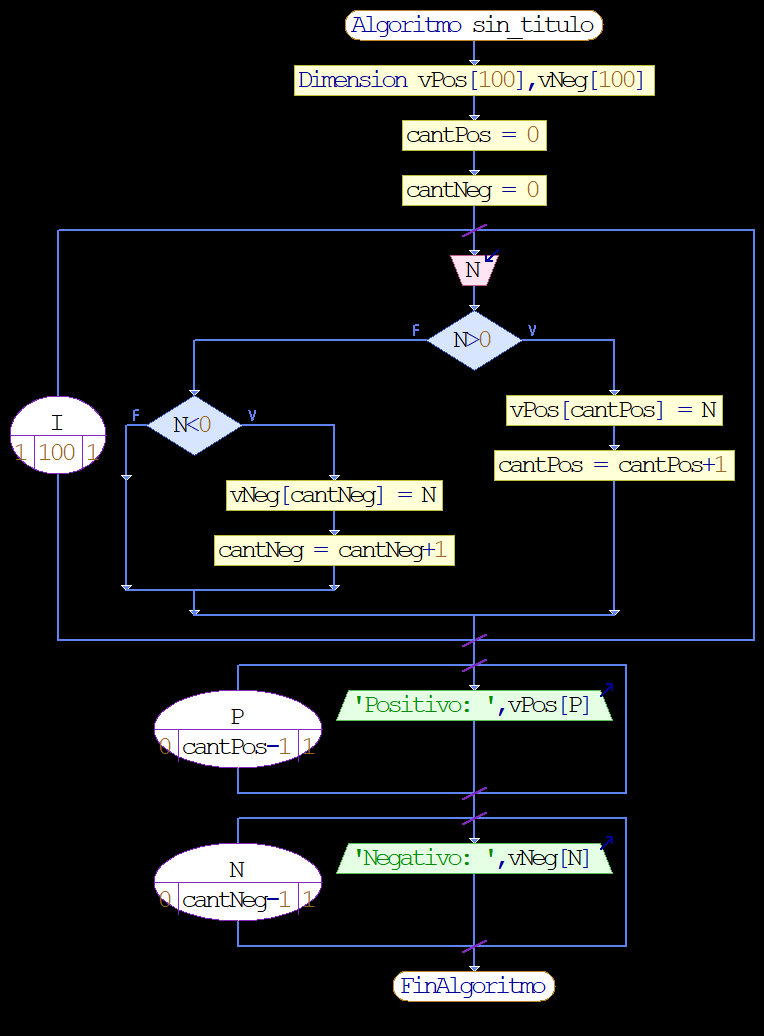 Algoritmo sin_titulo
Dimension vPos[100],vNeg[100]
cantPos = 0
cantNeg = 0
N
N>0
F
V
I
1 100 1
N<0
F
V
vPos[cantPos] = N
cantPos = cantPos+1
vNeg[cantNeg] = N
cantNeg = cantNeg+1
P
0 cantPos-1 1
'Positivo: ',vPos[P]
N
0 cantNeg-1 1
'Negativo: ',vNeg[N]
FinAlgoritmo